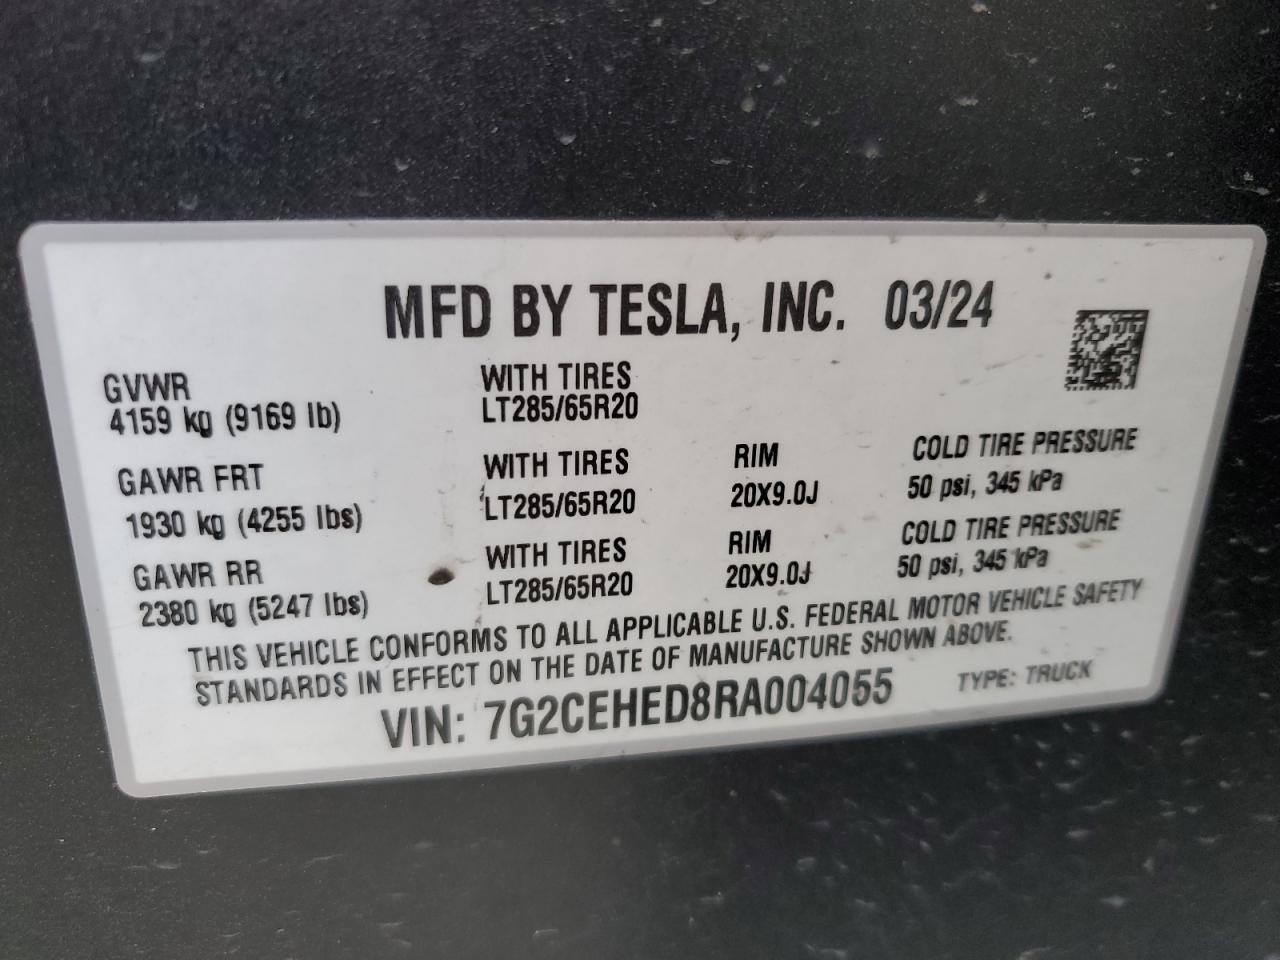 MFD BY TESLA, INC. 03/24
GVWR
4159 kg (9169 lb)
WITH TIRES
LT285/65R20
GAWR FRT
1930 kg (4255 lbs)
WITH TIRES
LT285/65R20
RIM
20X9.0J
COLD TIRE PRESSURE
50 psi, 345 kPa
GAWR RR
2380 kg (5247 lbs)
WITH TIRES
LT285/65R20
RIM
20X9.0J
COLD TIRE PRESSURE
50 psi, 345 kPa
THIS VEHICLE CONFORMS TO ALL APPLICABLE U.S. FEDERAL MOTOR VEHICLE SAFETY
STANDARDS IN EFFECT ON THE DATE OF MANUFACTURE SHOWN ABOVE.
VIN: 7G2CEHED8RA004055
TYPE: TRUCK